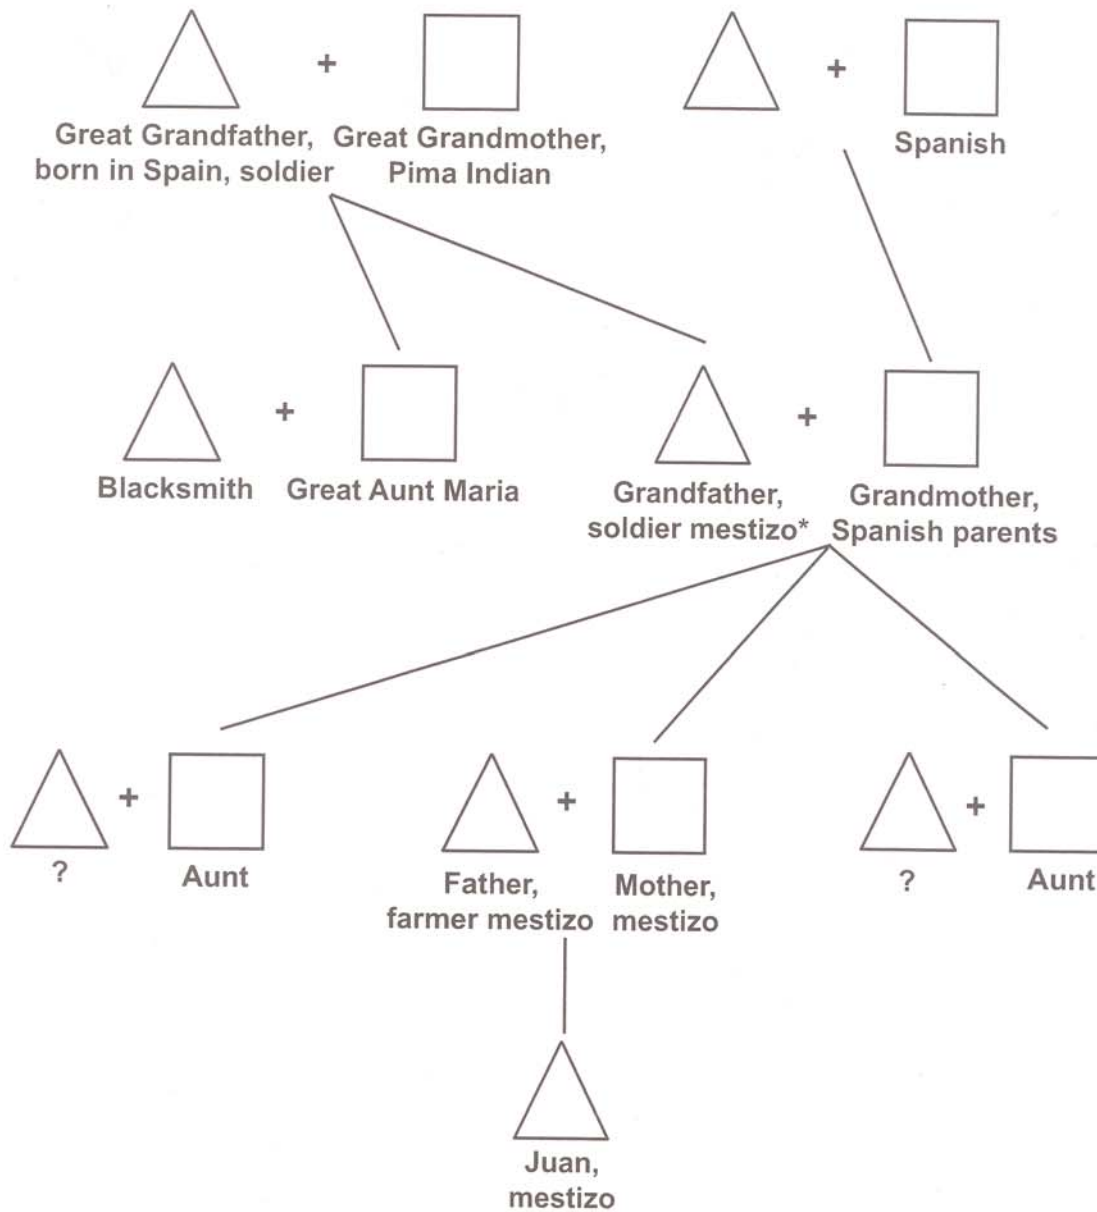 +
+
Great Grandfather,
born in Spain, soldier
Great Grandmother,
Pima Indian
Spanish
+
+
Blacksmith
Great Aunt Maria
Grandfather,
soldier mestizo*
Grandmother,
Spanish parents
+
+
+
?
Aunt
Father,
farmer mestizo
Mother,
mestizo
?
Aunt
Juan,
mestizo